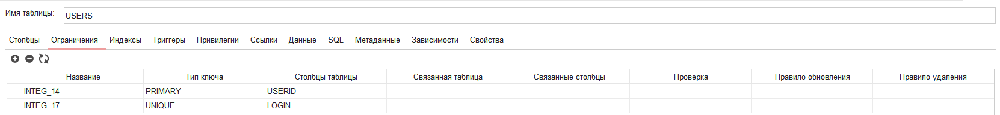 Имя таблицы: USERS
Столбцы Ограничения Индексы Триггеры Привилегии Ссылки Данные SQL Метаданные Зависимости Свойства
Название Тип ключа Столбцы таблицы Связанная таблица Связанные столбцы Проверка Правило обновления Правило удаления
INTEG_14 PRIMARY USERID
INTEG_17 UNIQUE LOGIN